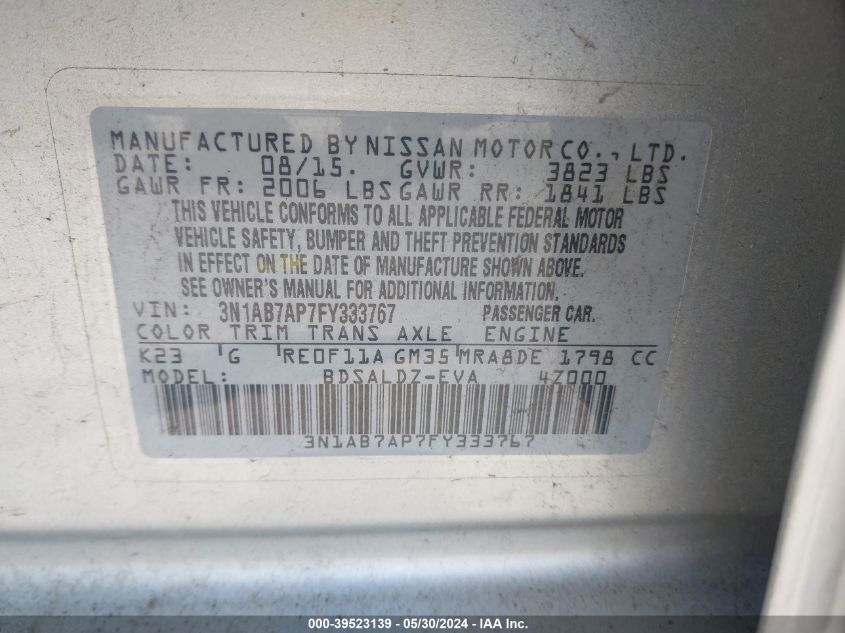 MANUFACTURED BY NISSAN MOTOR CO., LTD.
DATE: 08/15. GVWR: 3823 LBS
GAWR FR: 2006 LBS GAWR RR: 1841 LBS
THIS VEHICLE CONFORMS TO ALL APPLICABLE FEDERAL MOTOR
VEHICLE SAFETY, BUMPER AND THEFT PREVENTION STANDARDS
IN EFFECT ON THE DATE OF MANUFACTURE SHOWN ABOVE.
SEE OWNER'S MANUAL FOR ADDITIONAL INFORMATION.
VIN: 3N1AB7AP7FY333767 PASSENGER CAR.
COLOR TRIM TRANS AXLE ENGINE
K23 G RE0F11A GM35 MRA8DE 1798 CC
MODEL: BDSALDZ-EVA 4Z000
3N1AB7AP7FY333767
000-39523139 - 05/30/2024 - IAA Inc.